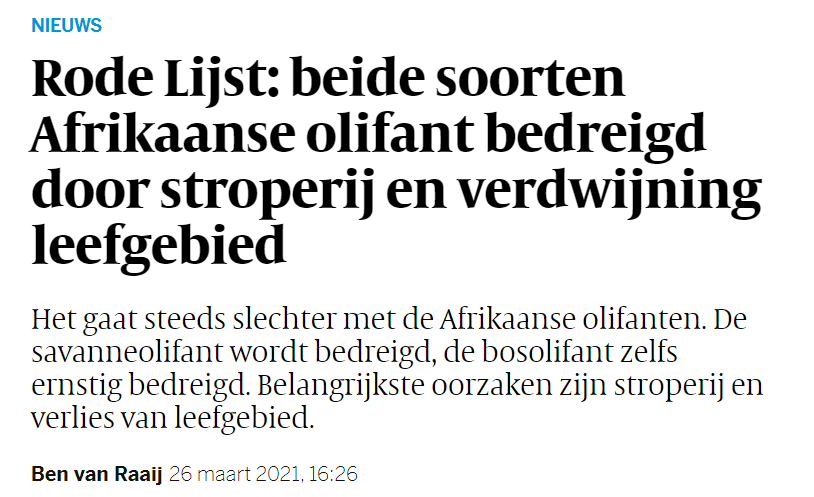 NIEUWS
Rode Lijst: beide soorten
Afrikaanse olifant bedreigd
door stroperij en verdwijning
leefgebied
Het gaat steeds slechter met de Afrikaanse olifanten. De
savanneolifant wordt bedreigd, de bosolifant zelfs
ernstig bedreigd. Belangrijkste oorzaken zijn stroperij en
verlies van leefgebied.
Ben van Raaij 26 maart 2021, 16:26